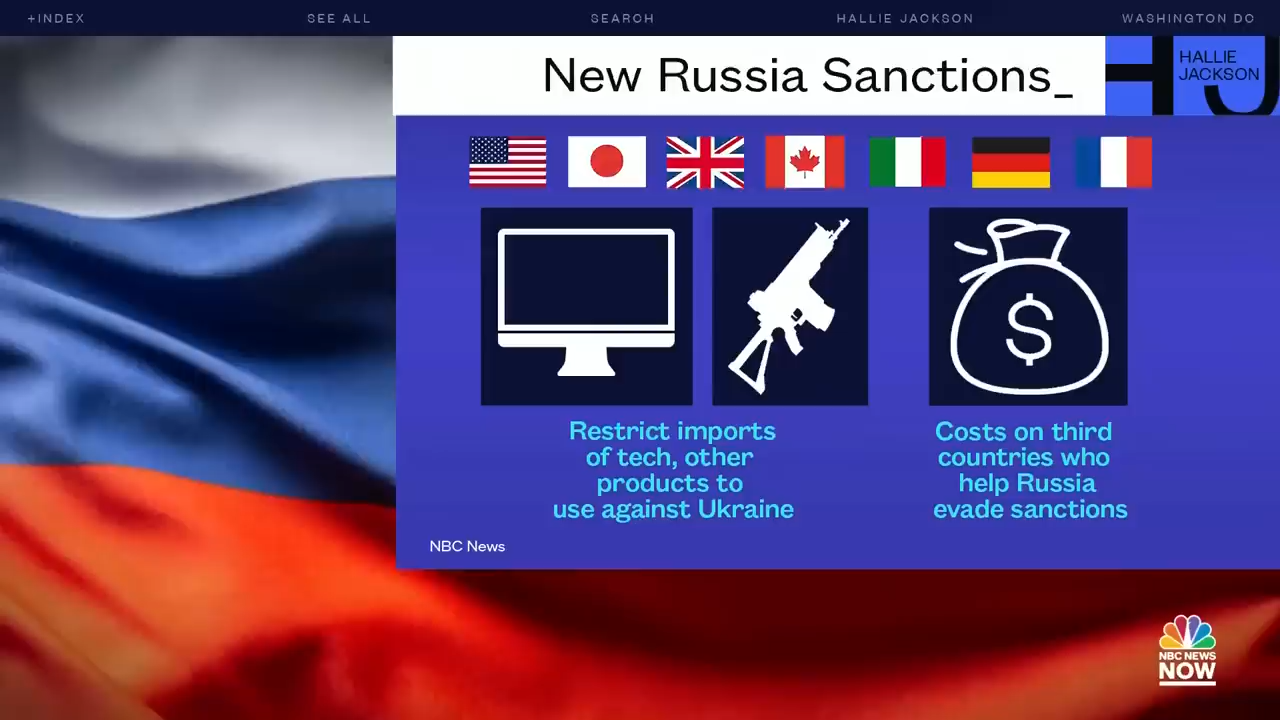 +INDEX
SEE ALL
SEARCH
HALLIE JACKSON
WASHINGTON DC
New Russia Sanctions_
HALLIE
JACKSON
Restrict imports
of tech, other
products to
use against Ukraine
Costs on third
countries who
help Russia
evade sanctions
NBC News
NBC NEWS
NOW